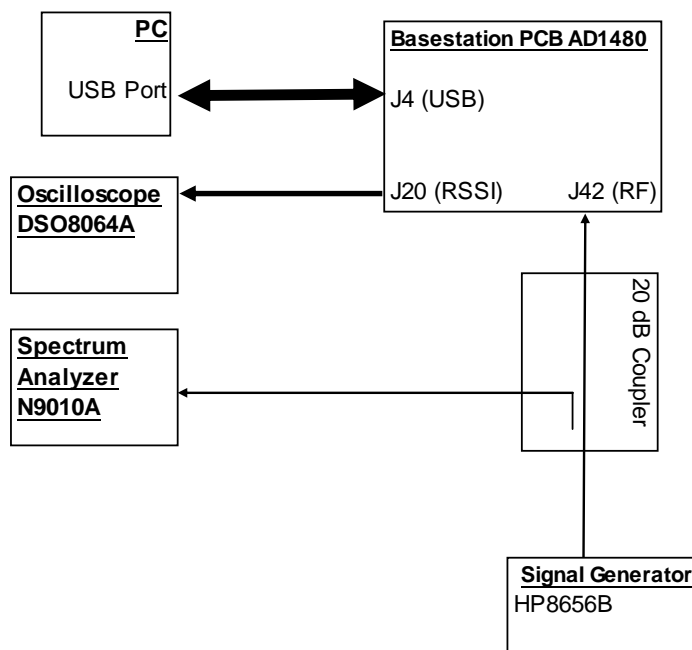 PC
USB Port
Basestation PCB AD1480
J4 (USB)
J20 (RSSI)
J42 (RF)
Oscilloscope
DSO8064A
20 dB Coupler
Spectrum
Analyzer
N9010A
Signal Generator
HP8656B